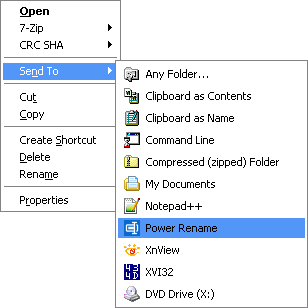 Open
7-Zip
CRC SHA
Send To
Cut
Copy
Create Shortcut
Delete
Rename
Properties
Any Folder...
Clipboard as Contents
Clipboard as Name
Command Line
Compressed (zipped) Folder
My Documents
Notepad++
Power Rename
XnView
XVI32
DVD Drive (X:)